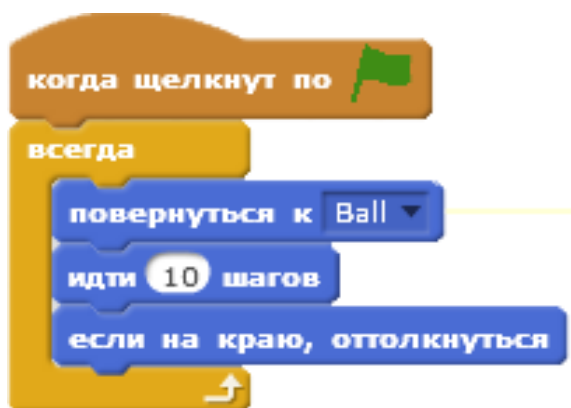 когда щелкнут по
всегда
повернуться к Ball
идти 10 шагов
если на краю, оттолкнуться